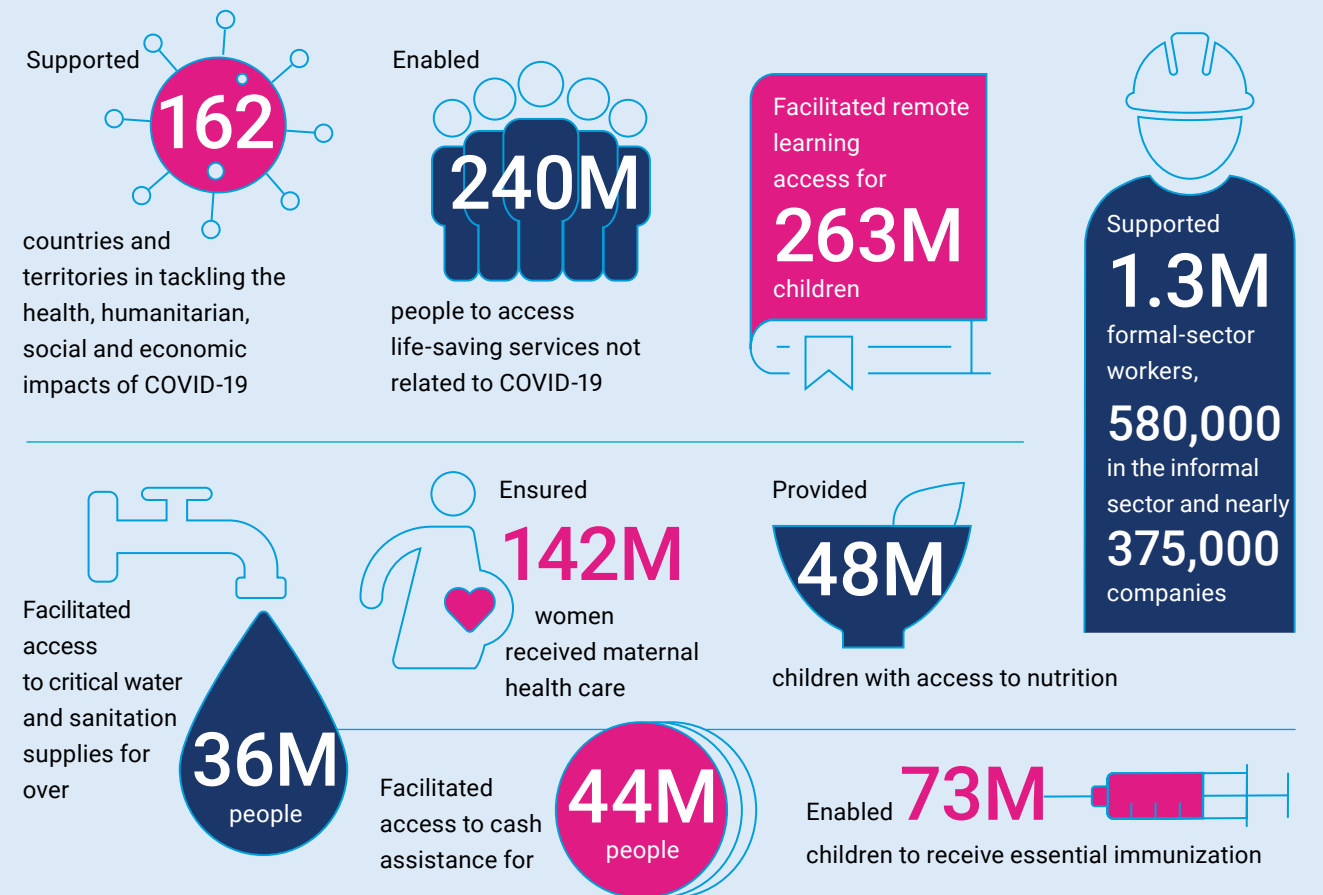 Supported
162
countries and
territories in tackling the
health, humanitarian,
social and economic
impacts of COVID-19
Enabled
240M
people to access
life-saving services not
related to COVID-19
Facilitated remote
learning
access for
263M
children
Supported
1.3M
formal-sector
workers,
580,000
in the informal
sector and nearly
375,000
companies
Facilitated
access
to critical water
and sanitation
supplies for
over
36M
people
Ensured
142M
women
received maternal
health care
Provided
48M
children with access to nutrition
Facilitated
access to cash
assistance for
44M
people
Enabled 73M
children to receive essential immunization